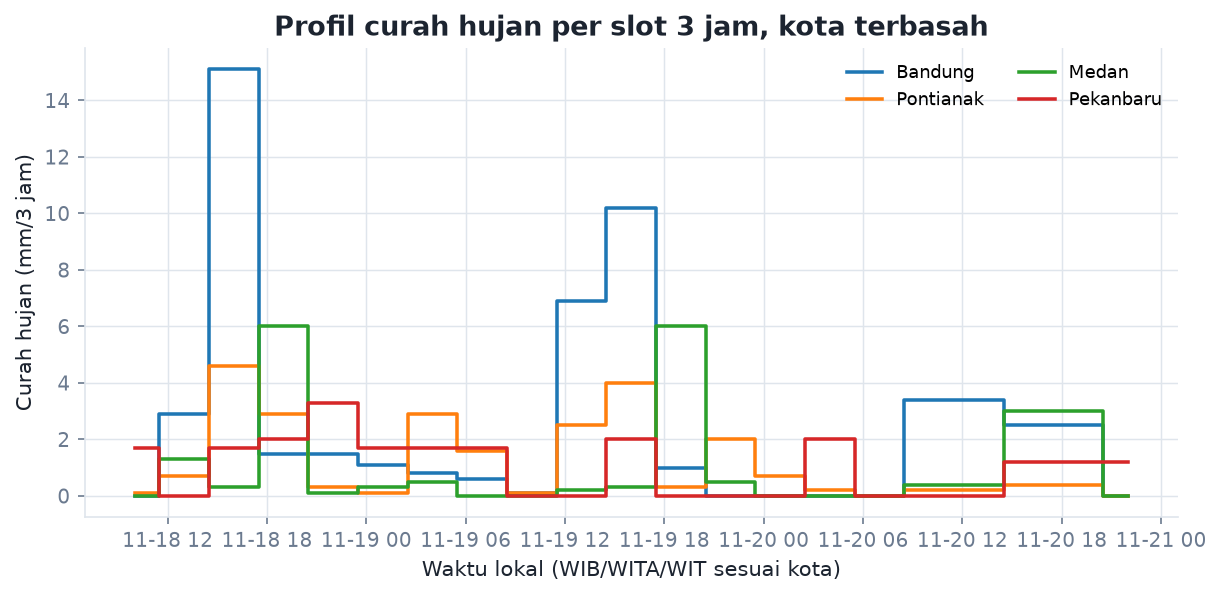 Profil curah hujan per slot 3 jam, kota terbasah
Bandung
Pontianak
Medan
Pekanbaru
Curah hujan (mm/3 jam)
14
12
10
8
6
4
2
0
11-18 12 11-18 18 11-19 00 11-19 06 11-19 12 11-19 18 11-20 00 11-20 06 11-20 12 11-20 18 11-21 00
Waktu lokal (WIB/WITA/WIT sesuai kota)